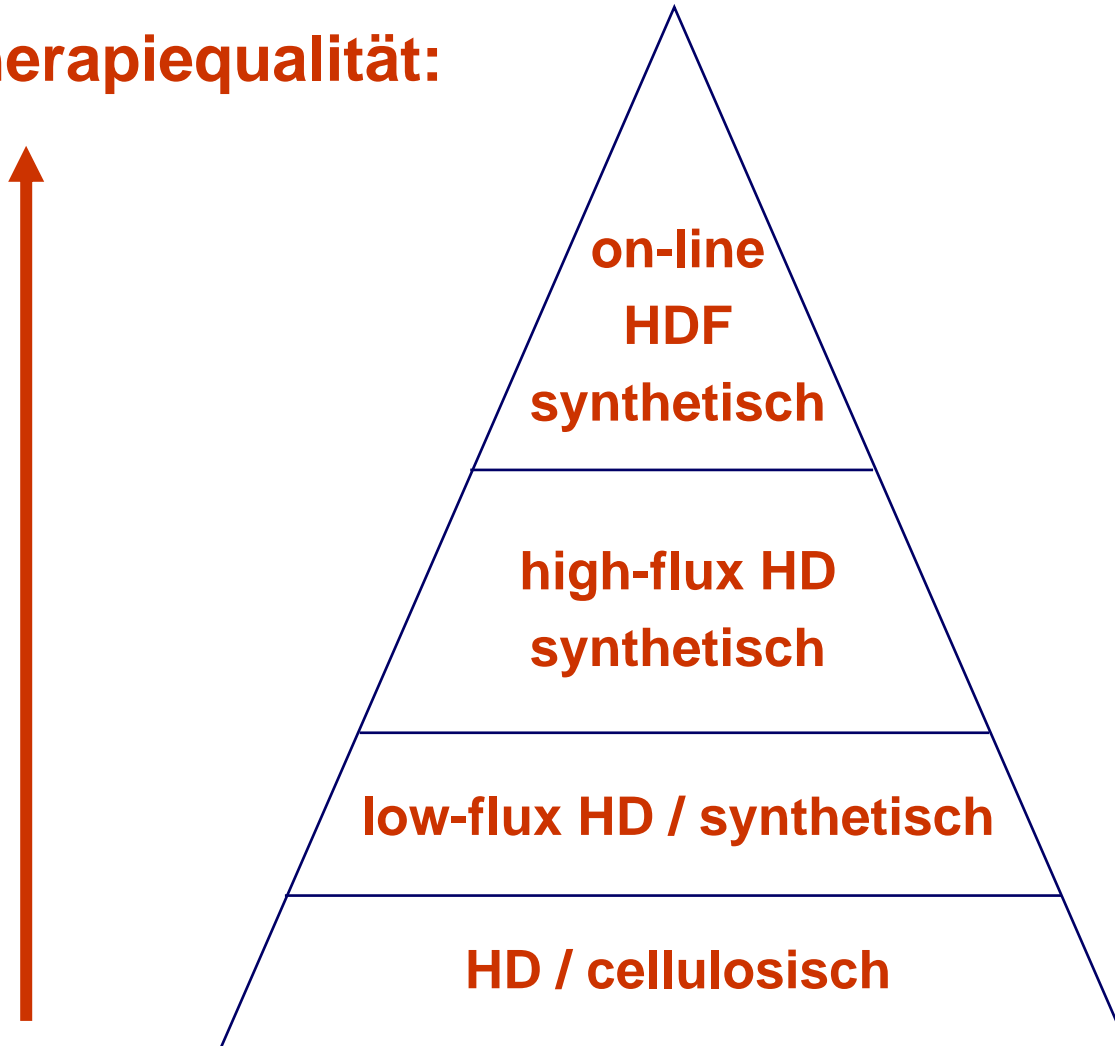 herapiequalität:
on-line
HDF
synthetisch
high-flux HD
synthetisch
low-flux HD / synthetisch
HD / cellulosisch